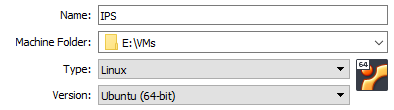 Name: IPS
Machine Folder: E:\VMs
Type: Linux 64
Version: Ubuntu (64-bit)